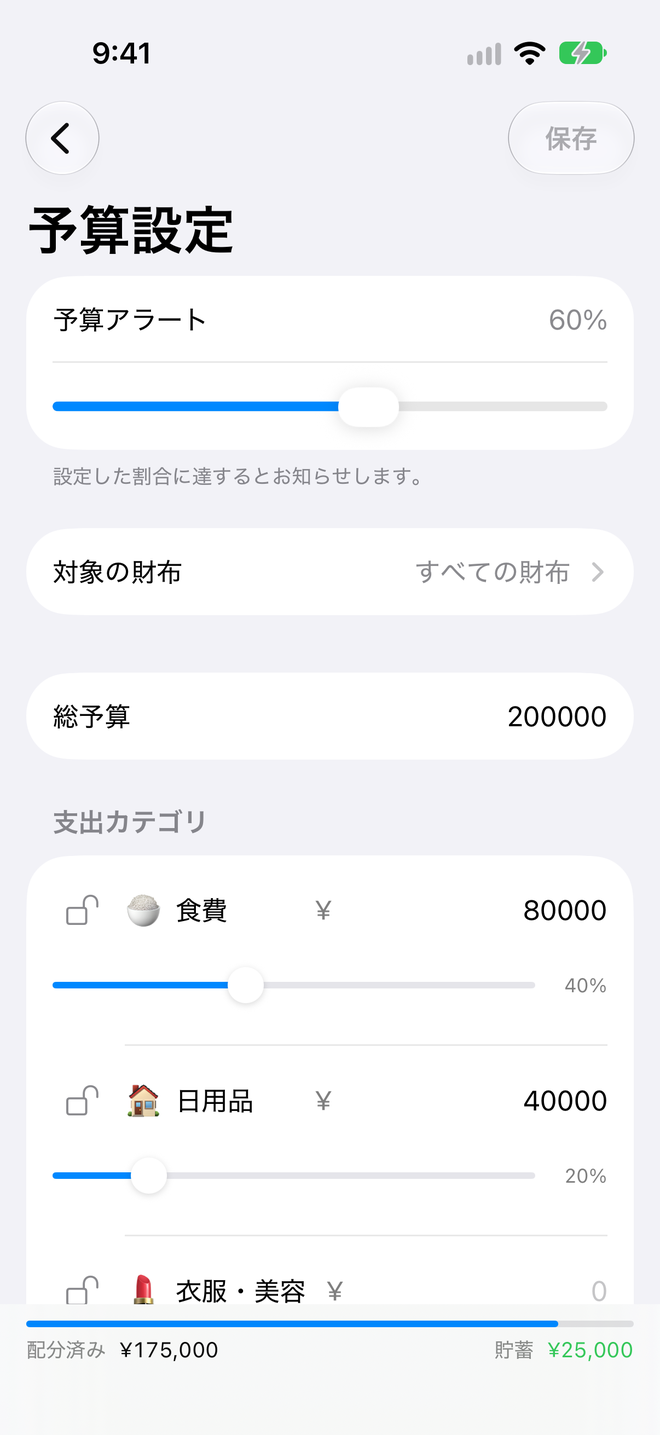 9:41
保存
予算設定
予算アラート 60%
設定した割合に達するとお知らせします。
対象の財布 すべての財布
総予算 200000
支出カテゴリ
食費 ¥ 80000
40%
日用品 ¥ 40000
20%
衣服・美容 ¥ 0
配分済み ¥175,000 貯蓄 ¥25,000